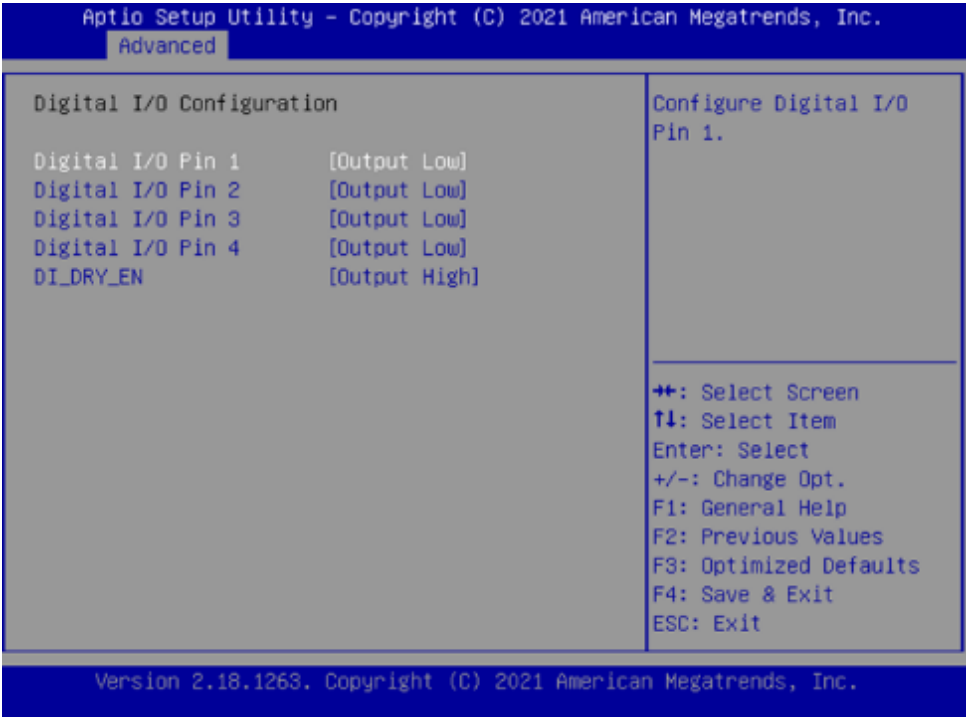 Aptio Setup Utility – Copyright (C) 2021 American Megatrends, Inc.
Advanced
Digital I/O Configuration
Digital I/O Pin 1 [Output Low]
Digital I/O Pin 2 [Output Low]
Digital I/O Pin 3 [Output Low]
Digital I/O Pin 4 [Output Low]
DI_DRY_EN [Output High]
Configure Digital I/O
Pin 1.
→←: Select Screen
↑↓: Select Item
Enter: Select
+/-: Change Opt.
F1: General Help
F2: Previous Values
F3: Optimized Defaults
F4: Save & Exit
ESC: Exit
Version 2.18.1263. Copyright (C) 2021 American Megatrends, Inc.